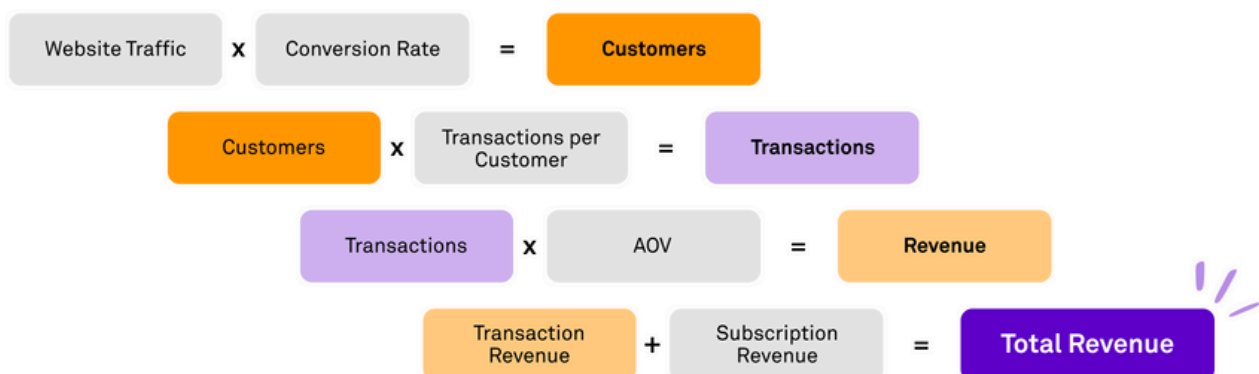 Website Traffic x Conversion Rate = Customers
Customers x Transactions per Customer = Transactions
Transactions x AOV = Revenue
Transaction Revenue + Subscription Revenue = Total Revenue